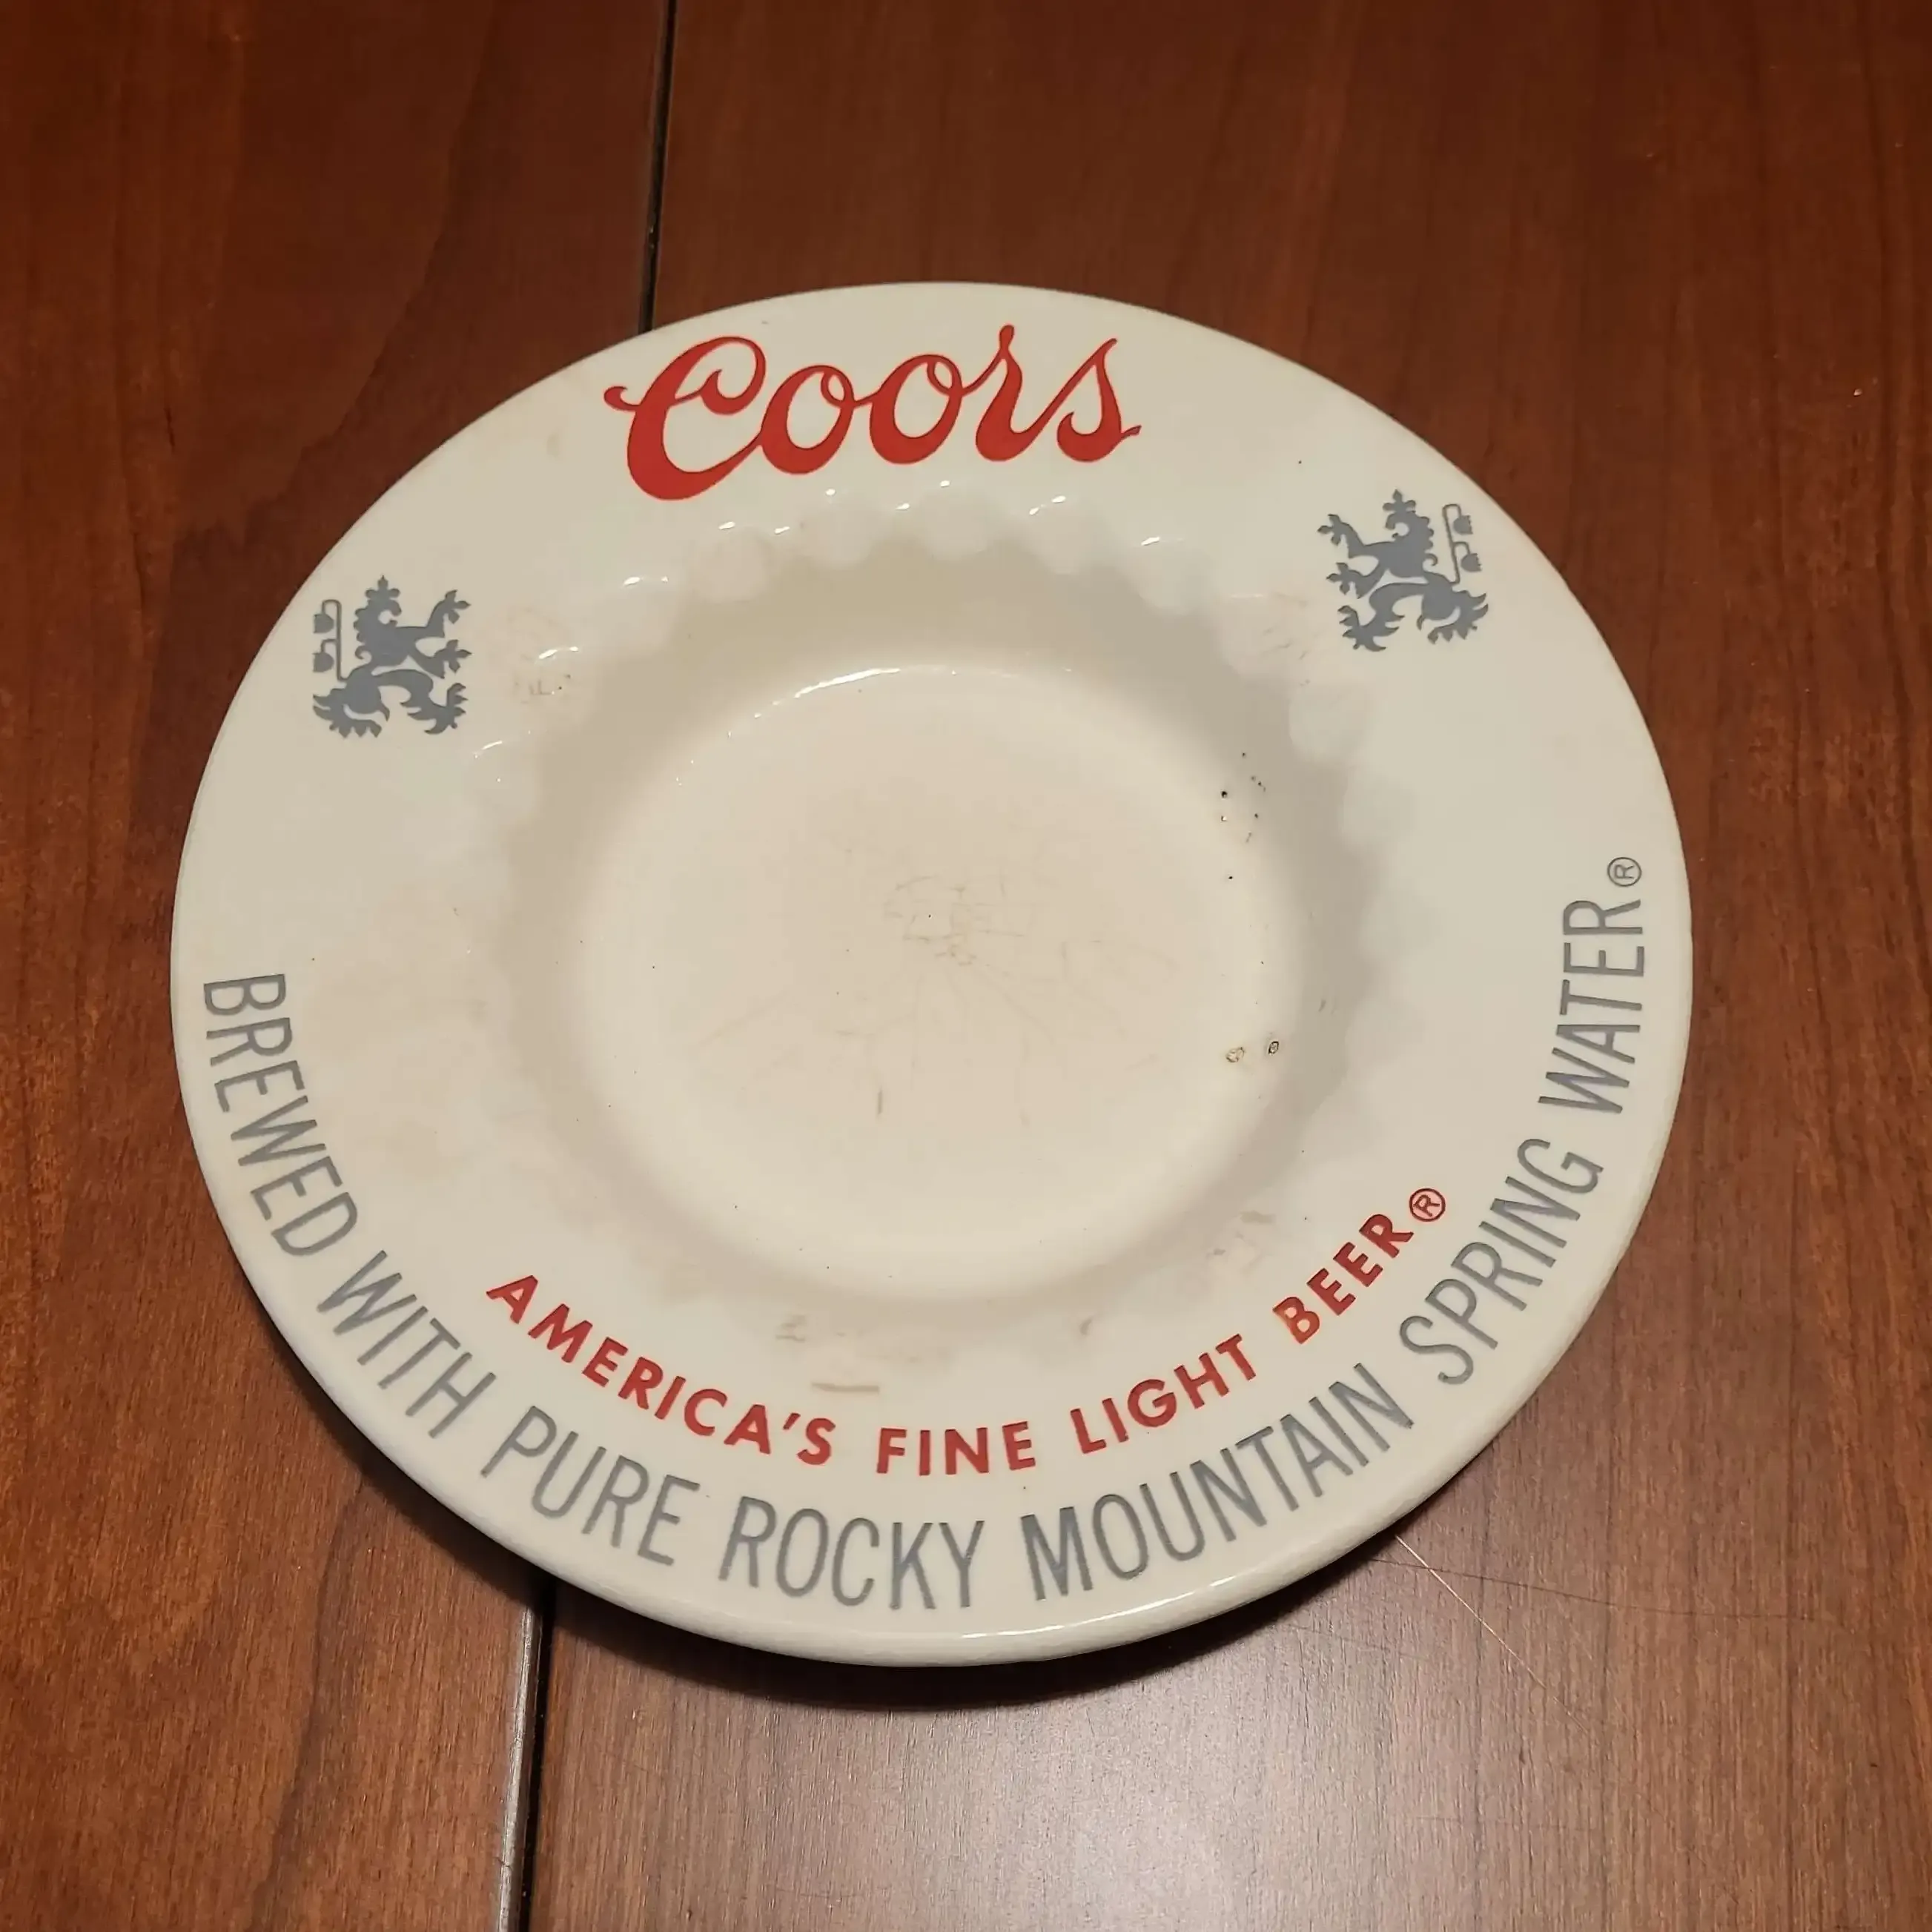 Coors
AMERICA'S FINE LIGHT BEER®
BREWED WITH PURE ROCKY MOUNTAIN SPRING WATER®